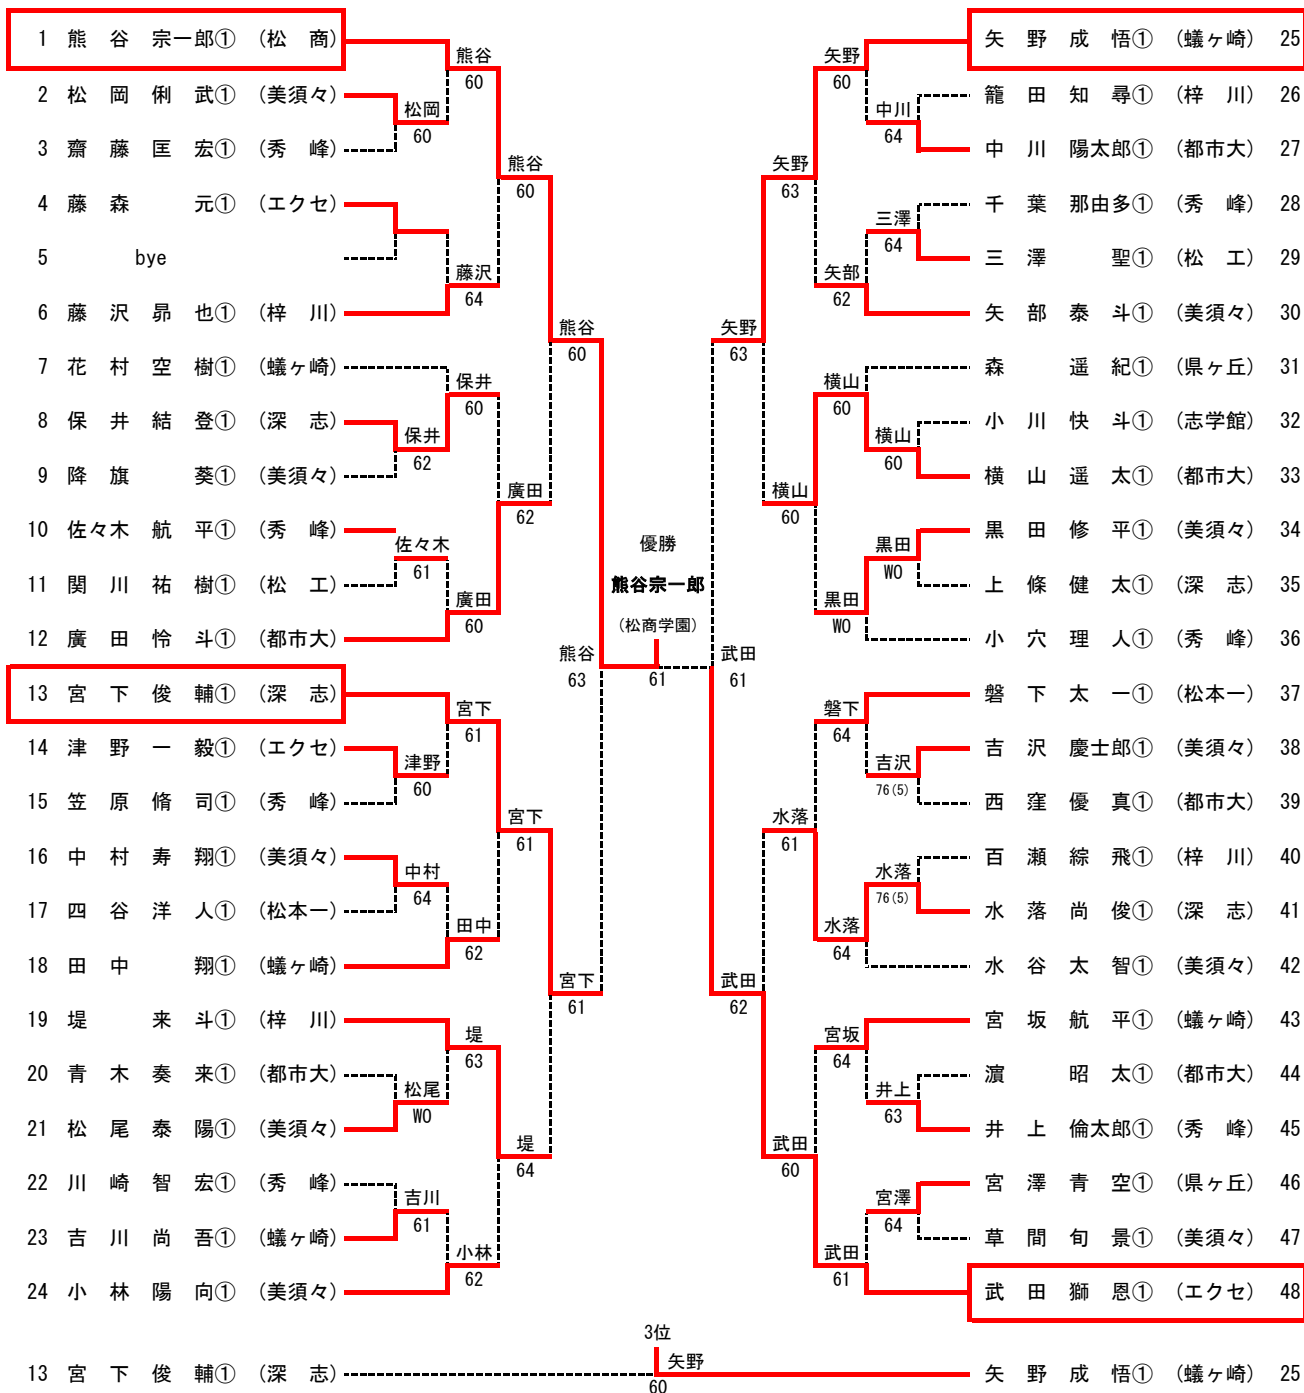 1 熊 谷 宗一郎① (松 商)
2 松 岡 俐 武① (美須々)
3 齋 藤 匡 宏① (秀 峰)
4 藤 森 元① (エクセ)
5 bye
6 藤 沢 昴 也① (梓 川)
7 花 村 空 樹① (蟻ヶ崎)
8 保 井 結 登① (深 志)
9 降 旗 葵① (美須々)
10 佐々木 航 平① (秀 峰)
11 関 川 祐 樹① (松 工)
12 廣 田 怜 斗① (都市大)
13 宮 下 俊 輔① (深 志)
14 津 野 一 毅① (エクセ)
15 笠 原 脩 司① (秀 峰)
16 中 村 寿 翔① (美須々)
17 四 谷 洋 人① (松本一)
18 田 中 翔① (蟻ヶ崎)
19 堤 来 斗① (梓 川)
20 青 木 奏 来① (都市大)
21 松 尾 泰 陽① (美須々)
22 川 崎 智 宏① (秀 峰)
23 吉 川 尚 吾① (蟻ヶ崎)
24 小 林 陽 向① (美須々)
松岡
60
保井
62
佐々木
61
津野
60
中村
64
松尾
WO
吉川
61
熊谷
60
藤沢
64
保井
60
廣田
60
宮下
61
田中
62
堤
63
小林
62
熊谷
60
廣田
62
宮下
61
堤
64
熊谷
60
宮下
61
熊谷
63
優勝
熊谷宗一郎
(松商学園)
61
武田
61
矢野
63
武田
62
矢野
63
横山
60
水落
61
武田
60
矢野
60
矢部
62
横山
60
黒田
WO
磐下
64
水落
64
宮坂
64
武田
61
中川
64
三澤
64
横山
60
黒田
WO
吉沢
76(5)
水落
76(5)
井上
63
宮澤
64
矢 野 成 悟① (蟻ヶ崎) 25
籠 田 知 尋① (梓 川) 26
中 川 陽太郎① (都市大) 27
千 葉 那由多① (秀 峰) 28
三 澤 聖① (松 工) 29
矢 部 泰 斗① (美須々) 30
森 遥 紀① (県ヶ丘) 31
小 川 快 斗① (志学館) 32
横 山 遥 太① (都市大) 33
黒 田 修 平① (美須々) 34
上 條 健 太① (深 志) 35
小 穴 理 人① (秀 峰) 36
磐 下 太 一① (松本一) 37
吉 沢 慶士郎① (美須々) 38
西 窪 優 真① (都市大) 39
百 瀬 綜 飛① (梓 川) 40
水 落 尚 俊① (深 志) 41
水 谷 太 智① (美須々) 42
宮 坂 航 平① (蟻ヶ崎) 43
濵 昭 太① (都市大) 44
井 上 倫太郎① (秀 峰) 45
宮 澤 青 空① (県ヶ丘) 46
草 間 旬 景① (美須々) 47
武 田 獅 恩① (エクセ) 48
3位
13 宮 下 俊 輔① (深 志)
矢野
60
矢 野 成 悟① (蟻ヶ崎) 25